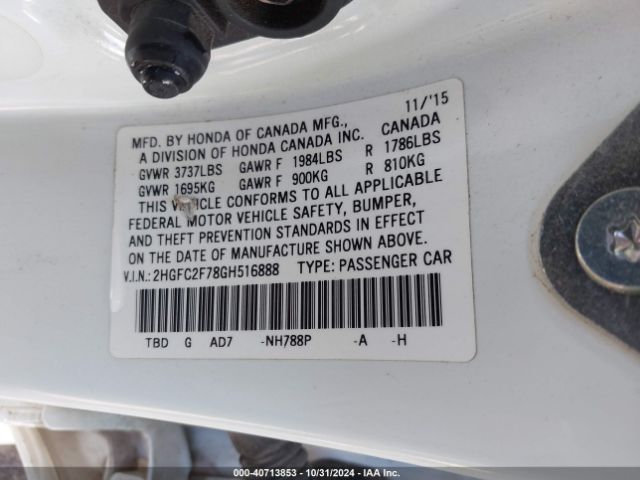 11/'15
MFD. BY HONDA OF CANADA MFG., CANADA
A DIVISION OF HONDA CANADA INC.
GVWR 3737LBS GAWR F 1984LBS R 1786LBS
GVWR 1695KG GAWR F 900KG R 810KG
THIS VEHICLE CONFORMS TO ALL APPLICABLE
FEDERAL MOTOR VEHICLE SAFETY, BUMPER,
AND THEFT PREVENTION STANDARDS IN EFFECT
ON THE DATE OF MANUFACTURE SHOWN ABOVE.
V.I.N.: 2HGFC2F78GH516888 TYPE: PASSENGER CAR
TBD G AD7 -NH788P -A -H
000-40713853 - 10/31/2024 - IAA Inc.